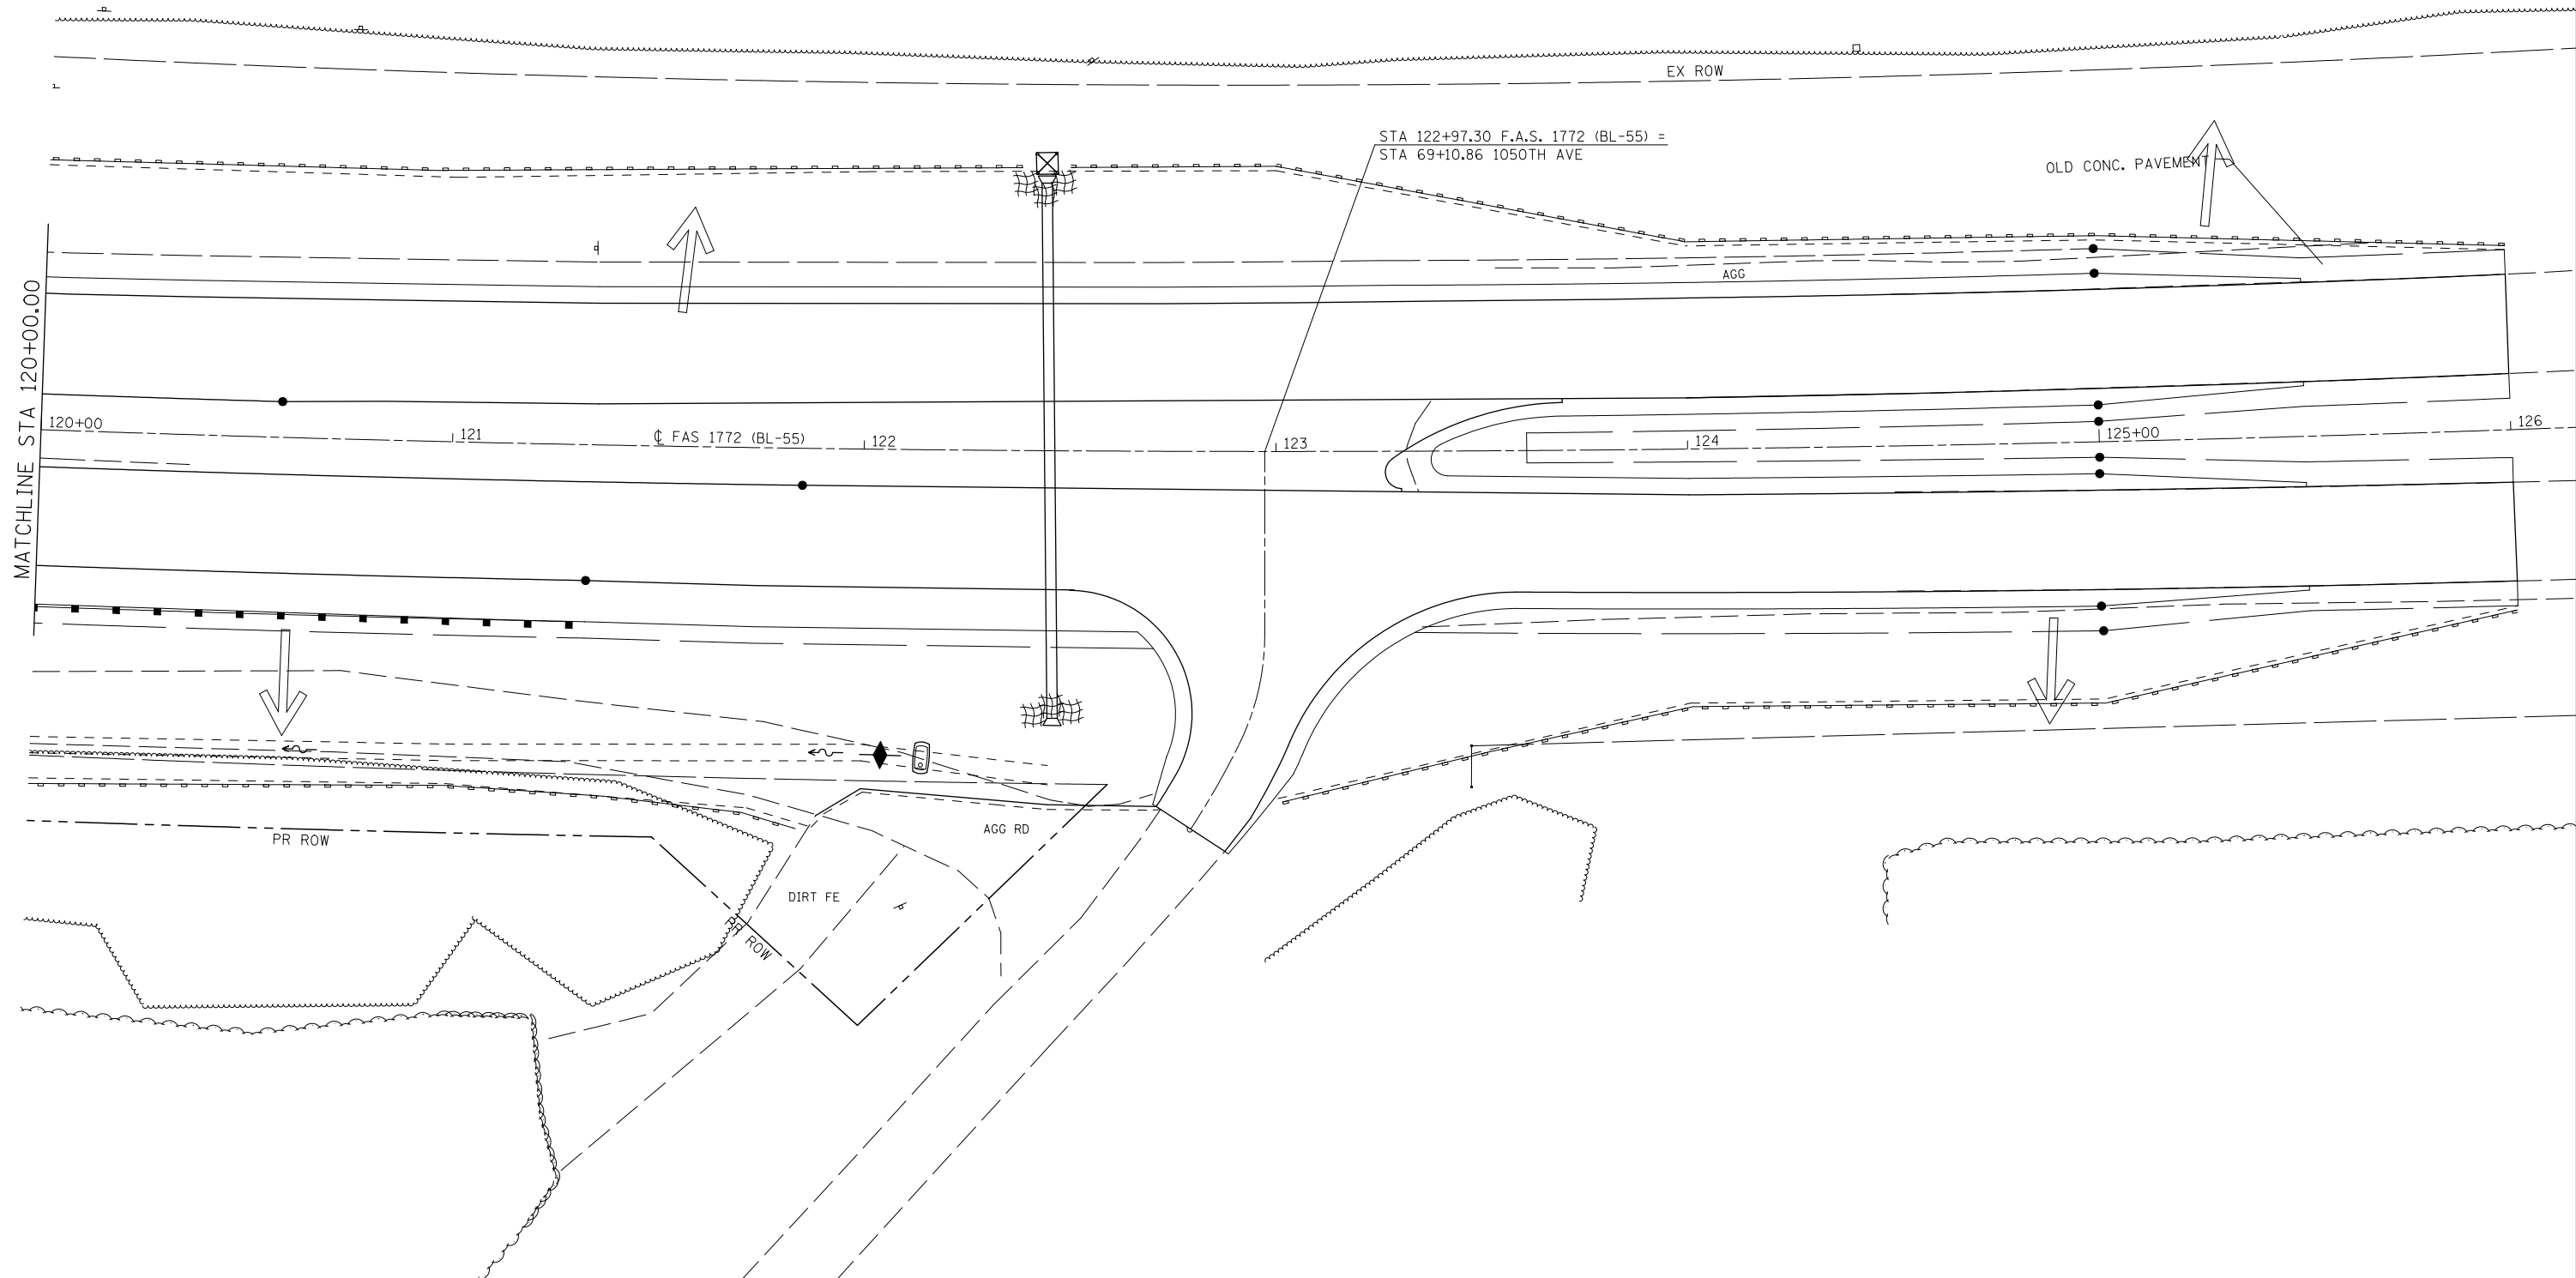 EX ROW
STA 122+97.30 F.A.S. 1772 (BL-55) =
STA 69+10.86 1050TH AVE
OLD CONC. PAVEMENT
AGG
MATCHLINE STA 120+00.00
120+00
121
℄ FAS 1772 (BL-55)
122
123
124
125+00
126
PR ROW
AGG RD
DIRT FE
PR ROW